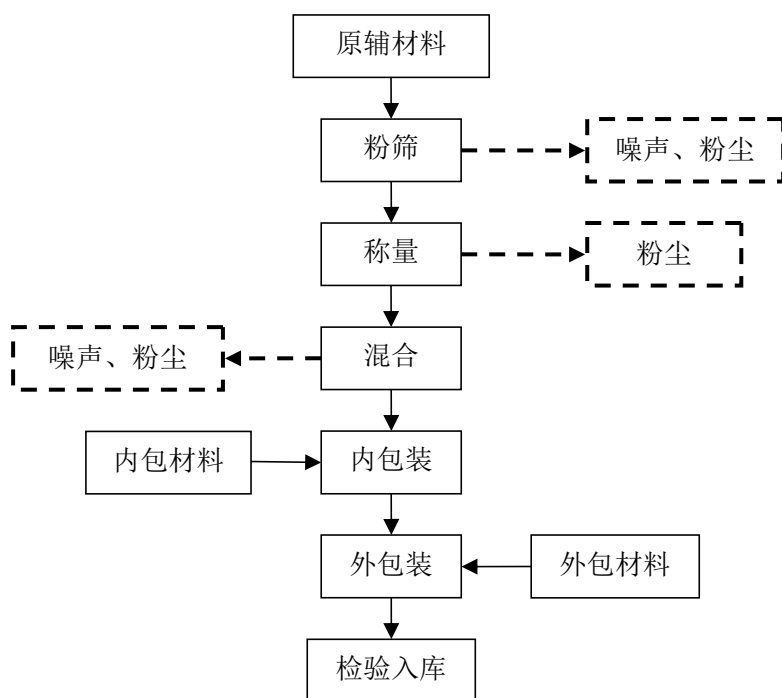 原辅材料
粉筛
噪声、粉尘
称量
粉尘
噪声、粉尘
混合
内包材料
内包装
外包装
外包材料
检验入库